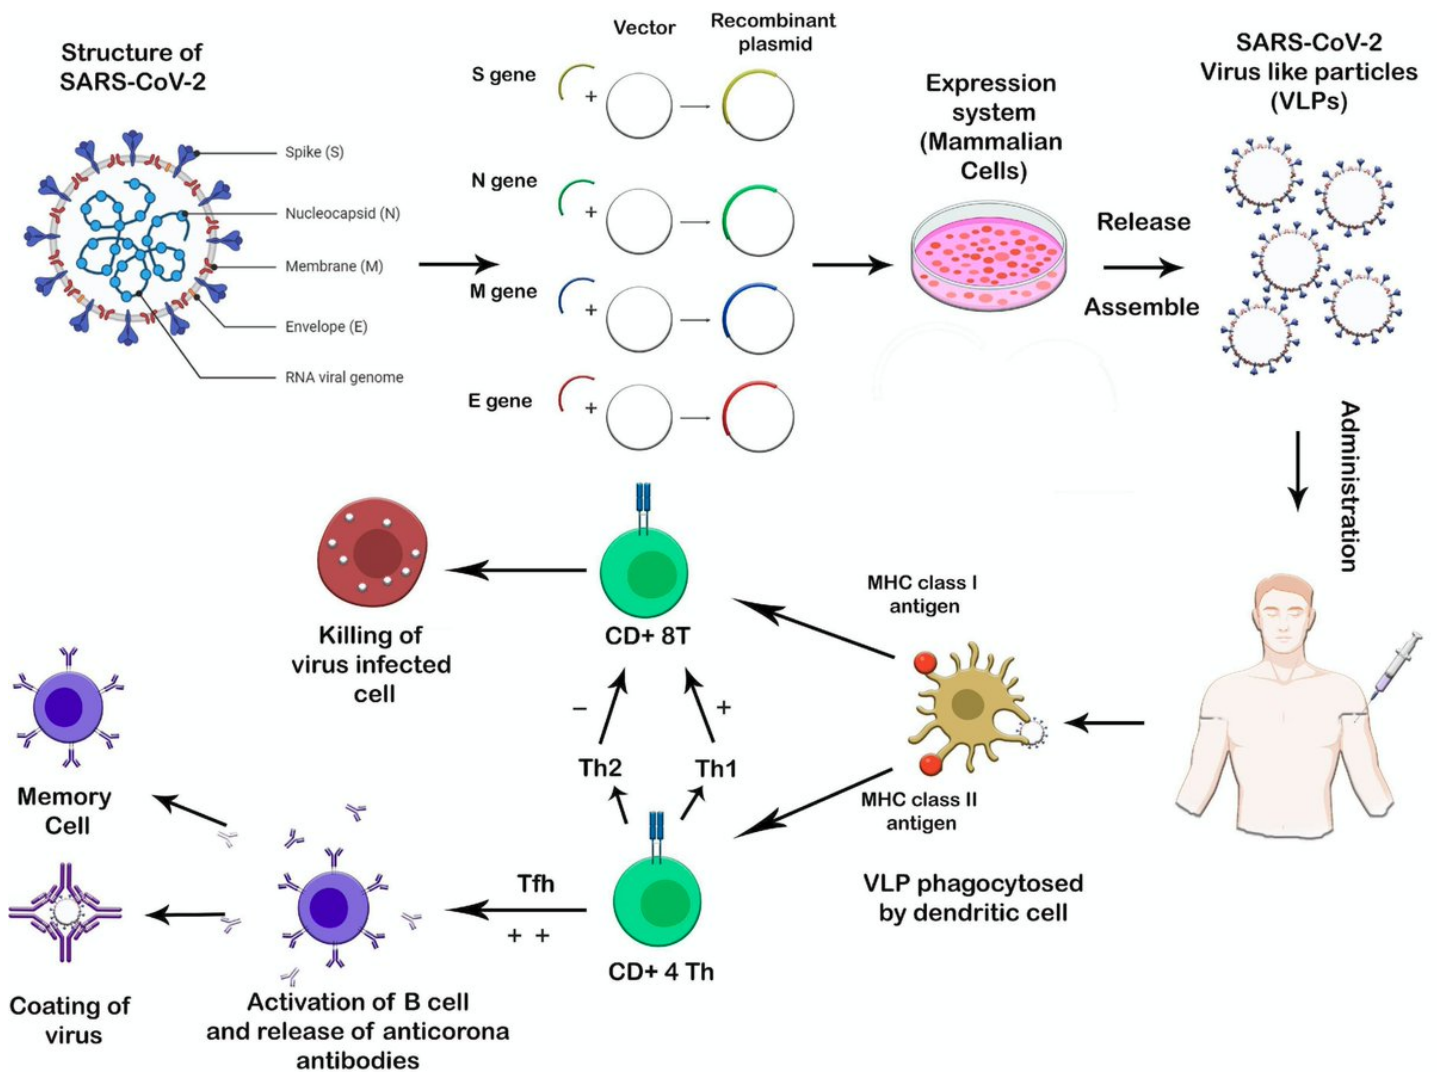 Structure of
SARS-CoV-2
Spike (S)
Nucleocapsid (N)
Membrane (M)
Envelope (E)
RNA viral genome
Vector
Recombinant
plasmid
S gene
+
N gene
+
M gene
+
E gene
+
Expression
system
(Mammalian
Cells)
Release
Assemble
SARS-CoV-2
Virus like particles
(VLPs)
Administration
MHC class I
antigen
MHC class II
antigen
VLP phagocytosed
by dendritic cell
CD+ 8T
Killing of
virus infected
cell
−
+
Th2
Th1
CD+ 4 Th
Tfh
+ +
Activation of B cell
and release of anticorona
antibodies
Memory
Cell
Coating of
virus